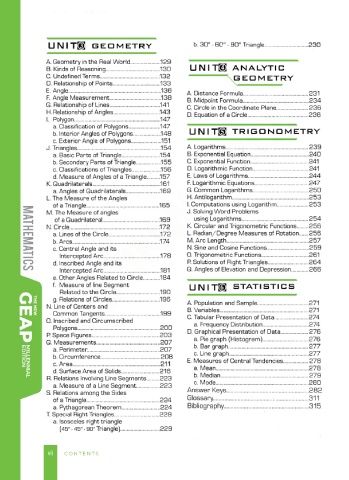 UNIT 3 GEOMETRY
A. Geometry in the Real World 129
B. Kinds of Reasoning 130
C. Undefined Terms 132
D. Relationship of Points 133
E. Angle 136
F. Angle Measurement 138
G. Relationship of Lines 141
H. Relationship of Angles 143
I. Polygon 147
a. Classification of Polygons 147
b. Interior Angles of Polygons 148
c. Exterior Angle of Polygons 151
J. Triangles 154
a. Basic Parts of Triangle 154
b. Secondary Parts of Triangle 155
c. Classifications of Triangles 156
d. Measure of Angles of a Triangle 157
K. Quadrilaterals 161
a. Angles of Quadrilaterals 163
L. The Measure of the Angles
of a Triangle 165
M. The Measure of angles
of a Quadrilateral 169
N. Circle 172
a. Lines of the Circle 172
b. Arcs 174
c. Central Angle and its
Intercepted Arc 178
d. Inscribed Angle and its
Intercepted Arc 181
e. Other Angles Related to Circle 184
f. Measure of line Segment
Related to the Circle 190
g. Relations of Circles 195
N. Line of Centers and
Common Tangents 199
O. Inscribed and Circumscribed
Polygons 200
P. Space Figures 203
Q. Measurements 207
a. Perimeter 207
b. Circumference 208
c. Area 211
d. Surface Area of Solids 215
R. Relations Involving Line Segments 223
a. Measure of a Line Segment 223
S. Relations among the Sides
of a Triangle 224
a. Pythagorean Theorem 224
T. Special Right Triangles 229
a. Isosceles right triangle
(45° - 45° - 90° Triangle) 229
b. 30° - 60° - 90° Triangle 230
UNIT 3 ANALYTIC
GEOMETRY
A. Distance Formula 231
B. Midpoint Formula 234
C. Circle in the Coordinate Plane 236
D. Equation of a Circle 236
UNIT 3 TRIGONOMETRY
A. Logarithms 239
B. Exponential Equation 240
C. Exponential Function 241
D. Logarithmic Function 241
E. Laws of Logarithms 244
F. Logarithmic Equations 247
G. Common Logarithms 250
H. Antilogarithm 253
I. Computations using Logarithm 253
J. Solving Word Problems
using Logarithms 254
K. Circular and Trigonometric Functions 255
L. Radian/Degree Measures of Rotation 256
M. Arc Length 257
N. Sine and Cosine Functions 259
O. Trigonometric Functions 261
P. Solutions of Right Triangles 264
Q. Angles of Elevation and Depression 266
UNIT 3 STATISTICS
A. Population and Sample 271
B. Variables 271
C. Tabular Presentation of Data 274
a. Frequency Distribution 274
D. Graphical Presentation of Data 276
a. Pie graph (Histogram) 276
b. Bar graph 277
c. Line graph 277
E. Measures of Central Tendencies 278
a. Mean 278
b. Median 279
c. Mode 280
Answer Keys 282
Glossary 311
Bibliography 315
MATHEMATICS
THE NEW
GEAP
MILLENNIAL
EDITION
CONTENTS